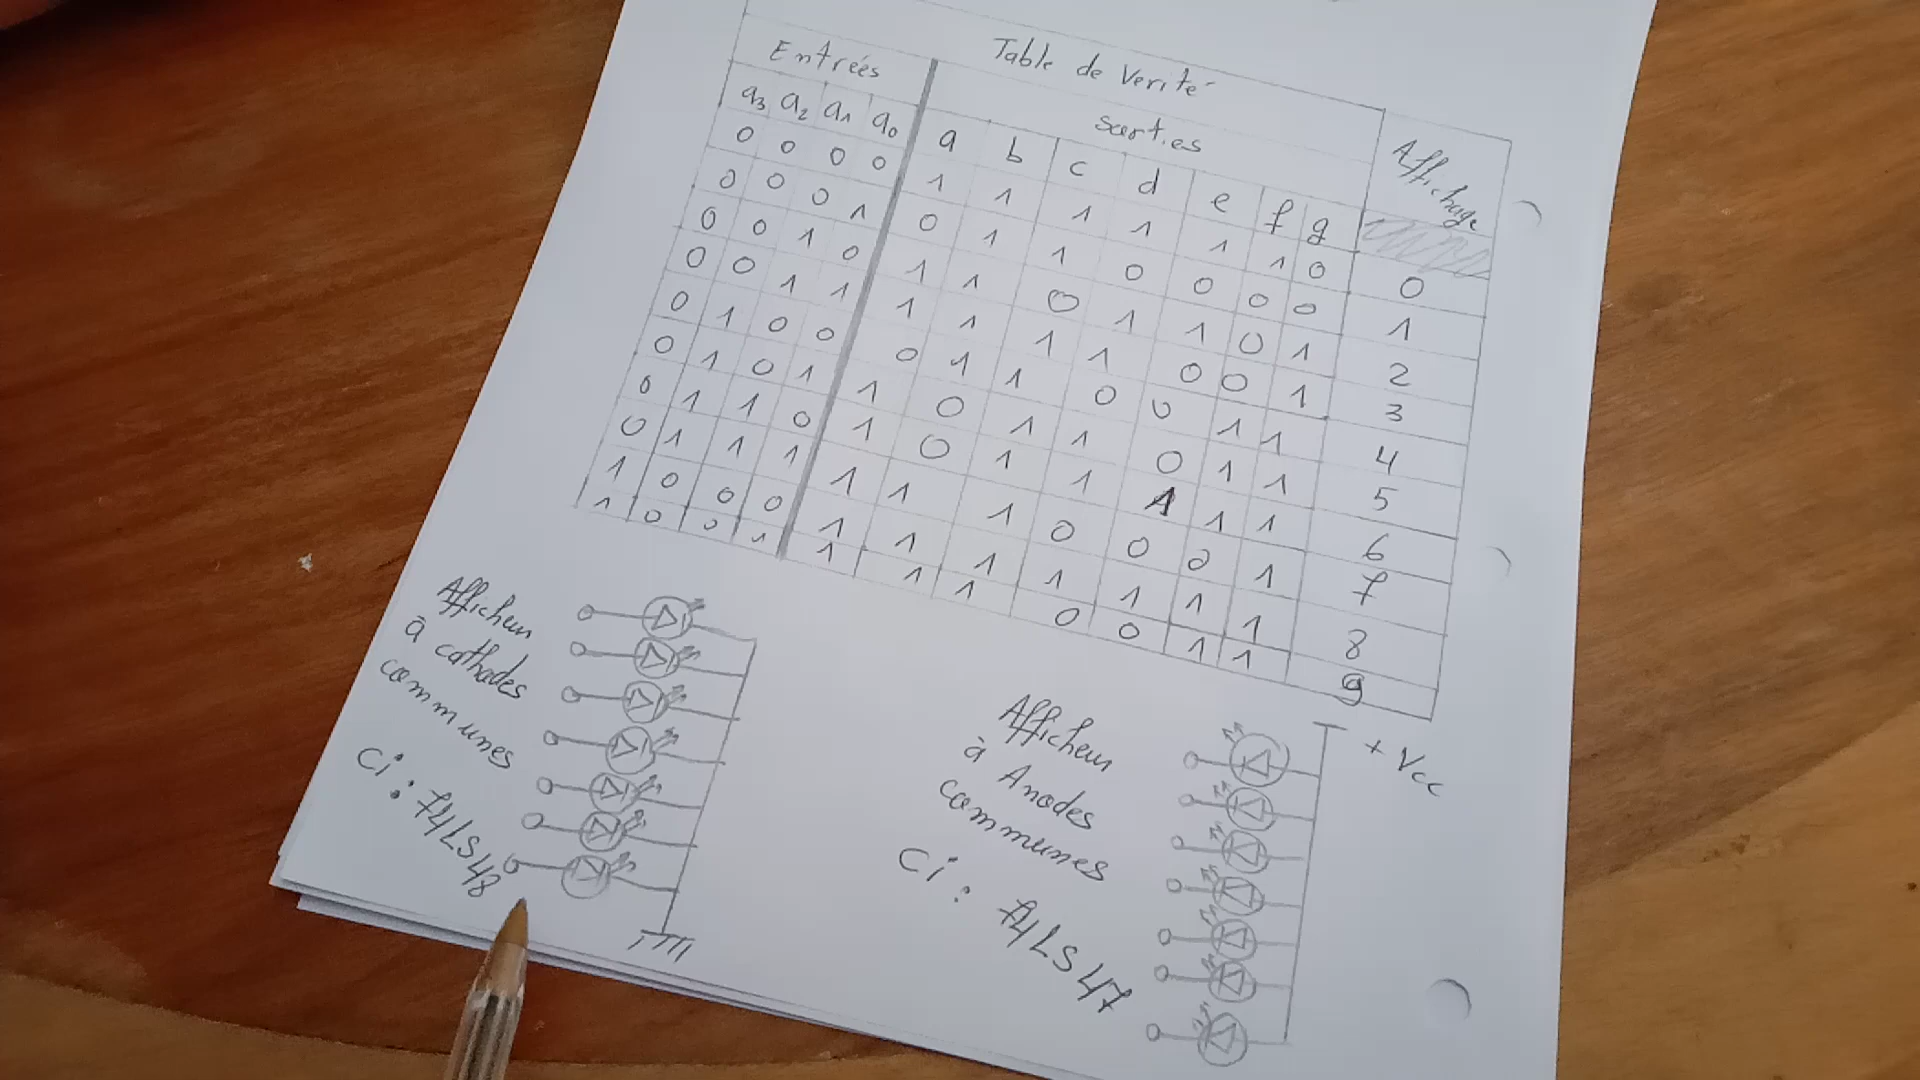 Table de Verité
Entrées
Sorties
Affichage
a3 a2 a1 a0 a b c d e f g
0 0 0 0 1 1 1 1 1 1 0 0
0 0 0 1 0 1 1 0 0 0 0 1
0 0 1 0 1 1 0 1 1 0 1 2
0 0 1 1 1 1 1 1 0 0 1 3
0 1 0 0 0 1 1 0 0 1 1 4
0 1 0 1 1 0 1 1 0 1 1 5
0 1 1 0 1 0 1 1 1 1 1 6
0 1 1 1 1 1 1 0 0 0 1 7
1 0 0 0 1 1 1 1 1 1 1 8
1 0 0 1 1 1 1 0 0 1 1 9
Afficheur
à cathodes
communes
Ci : 74LS48
Afficheur
à Anodes
communes
Ci : 74LS47
+ Vcc